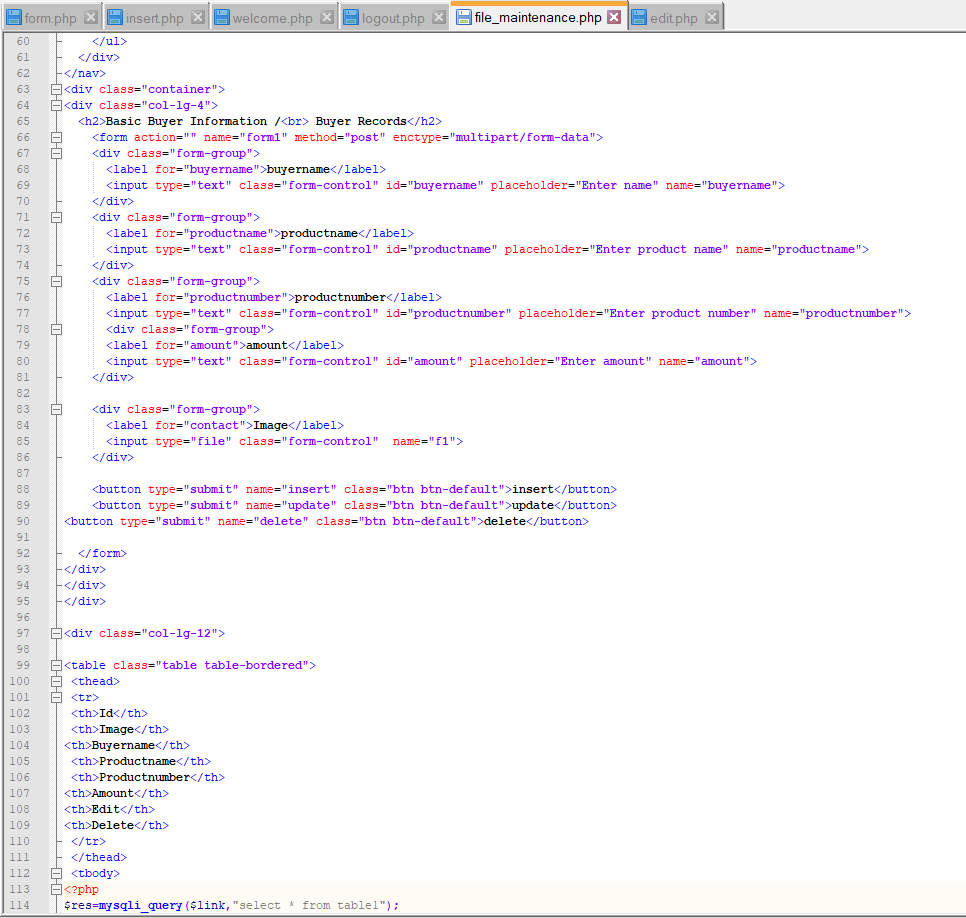 form.php insert.php welcome.php logout.php file_maintenance.php edit.php
60 </ul>
61 </div>
62 </nav>
63 <div class="container">
64 <div class="col-lg-4">
65 <h2>Basic Buyer Information /<br> Buyer Records</h2>
66 <form action="" name="form1" method="post" enctype="multipart/form-data">
67 <div class="form-group">
68 <label for="buyername">buyername</label>
69 <input type="text" class="form-control" id="buyername" placeholder="Enter name" name="buyername">
70 </div>
71 <div class="form-group">
72 <label for="productname">productname</label>
73 <input type="text" class="form-control" id="productname" placeholder="Enter product name" name="productname">
74 </div>
75 <div class="form-group">
76 <label for="productnumber">productnumber</label>
77 <input type="text" class="form-control" id="productnumber" placeholder="Enter product number" name="productnumber">
78 <div class="form-group">
79 <label for="amount">amount</label>
80 <input type="text" class="form-control" id="amount" placeholder="Enter amount" name="amount">
81 </div>
82
83 <div class="form-group">
84 <label for="contact">Image</label>
85 <input type="file" class="form-control"  name="f1">
86 </div>
87
88 <button type="submit" name="insert" class="btn btn-default">insert</button>
89 <button type="submit" name="update" class="btn btn-default">update</button>
90 <button type="submit" name="delete" class="btn btn-default">delete</button>
91
92 </form>
93 </div>
94 </div>
95 </div>
96
97 <div class="col-lg-12">
98
99 <table class="table table-bordered">
100 <thead>
101 <tr>
102 <th>Id</th>
103 <th>Image</th>
104 <th>Buyername</th>
105 <th>Productname</th>
106 <th>Productnumber</th>
107 <th>Amount</th>
108 <th>Edit</th>
109 <th>Delete</th>
110 </tr>
111 </thead>
112 <tbody>
113 <?php
114 $res=mysqli_query($link,"select * from table1");